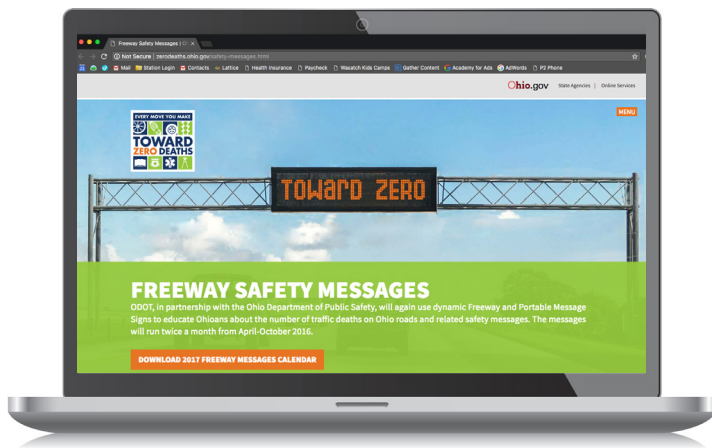 Freeway Safety Messages | O
Not Secure | zerodeaths.ohio.gov/safety-messages.html
Mail Station Login Contacts Lattice Health Insurance Paycheck Wasatch Kids Camps Gather Content Academy for Ads AdWords P2 Phone
Ohio.gov State Agencies | Online Services
MENU
EVERY MOVE YOU MAKE
TOWARD
ZERO DEATHS
TOWARD ZERO
FREEWAY SAFETY MESSAGES
ODOT, in partnership with the Ohio Department of Public Safety, will again use dynamic Freeway and Portable Message
Signs to educate Ohioans about the number of traffic deaths on Ohio roads and related safety messages. The messages
will run twice a month from April-October 2016.
DOWNLOAD 2017 FREEWAY MESSAGES CALENDAR